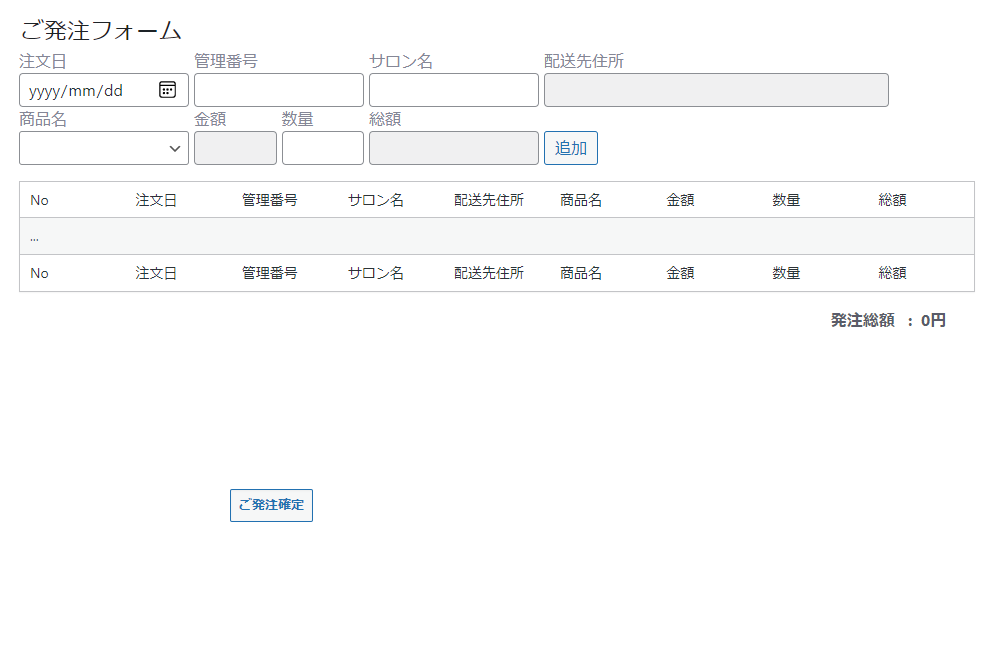 ご発注フォーム
注文日 管理番号 サロン名 配送先住所
yyyy/mm/dd
商品名 金額 数量 総額
追加
No 注文日 管理番号 サロン名 配送先住所 商品名 金額 数量 総額
...
No 注文日 管理番号 サロン名 配送先住所 商品名 金額 数量 総額
発注総額 : 0円
ご発注確定